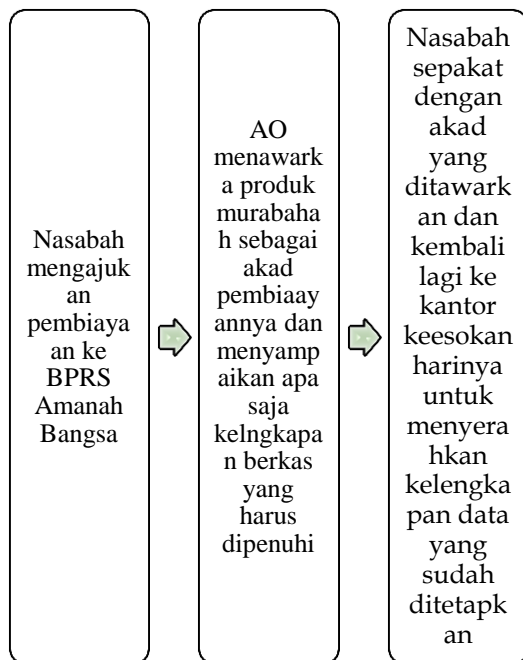 Nasabah
mengajuk
an
pembiaya
an ke
BPRS
Amanah
Bangsa
AO
menawark
a produk
murabaha
h sebagai
akad
pembiaay
annya dan
menyamp
aikan apa
saja
kelngkapa
n berkas
yang
harus
dipenuhi
Nasabah
sepakat
dengan
akad
yang
ditawark
an dan
kembali
lagi ke
kantor
keesokan
harinya
untuk
menyera
hkan
kelengka
pan data
yang
sudah
ditetapk
an